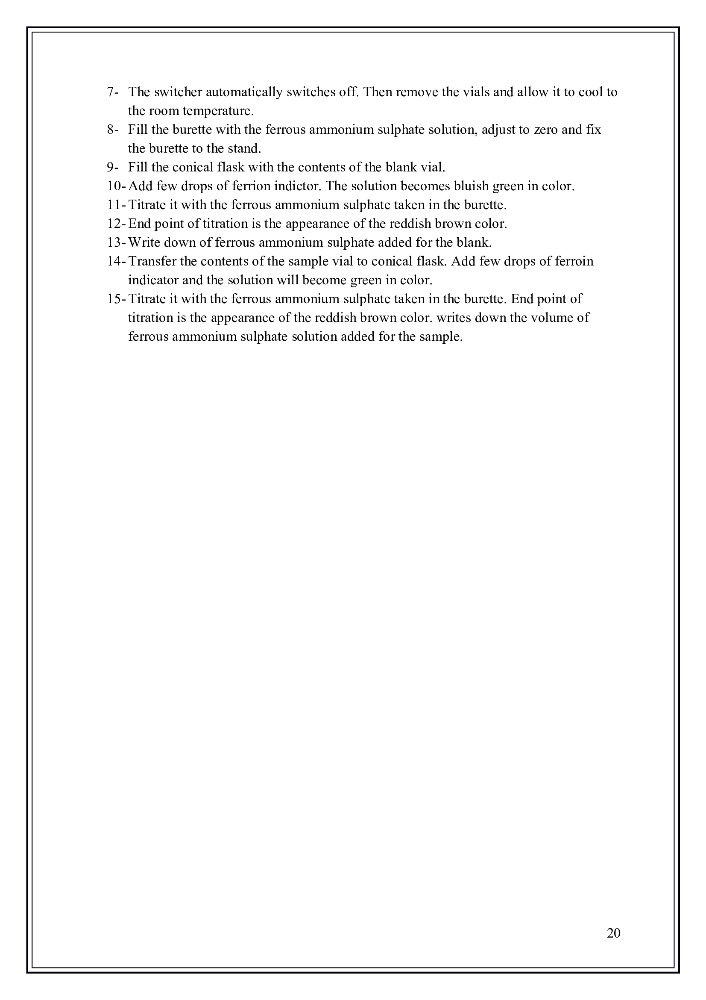 7- The switcher automatically switches off. Then remove the vials and allow it to cool to
the room temperature.
8- Fill the burette with the ferrous ammonium sulphate solution, adjust to zero and fix
the burette to the stand.
9- Fill the conical flask with the contents of the blank vial.
10- Add few drops of ferrion indictor. The solution becomes bluish green in color.
11- Titrate it with the ferrous ammonium sulphate taken in the burette.
12- End point of titration is the appearance of the reddish brown color.
13- Write down of ferrous ammonium sulphate added for the blank.
14- Transfer the contents of the sample vial to conical flask. Add few drops of ferroin
indicator and the solution will become green in color.
15- Titrate it with the ferrous ammonium sulphate taken in the burette. End point of
titration is the appearance of the reddish brown color. writes down the volume of
ferrous ammonium sulphate solution added for the sample.
20